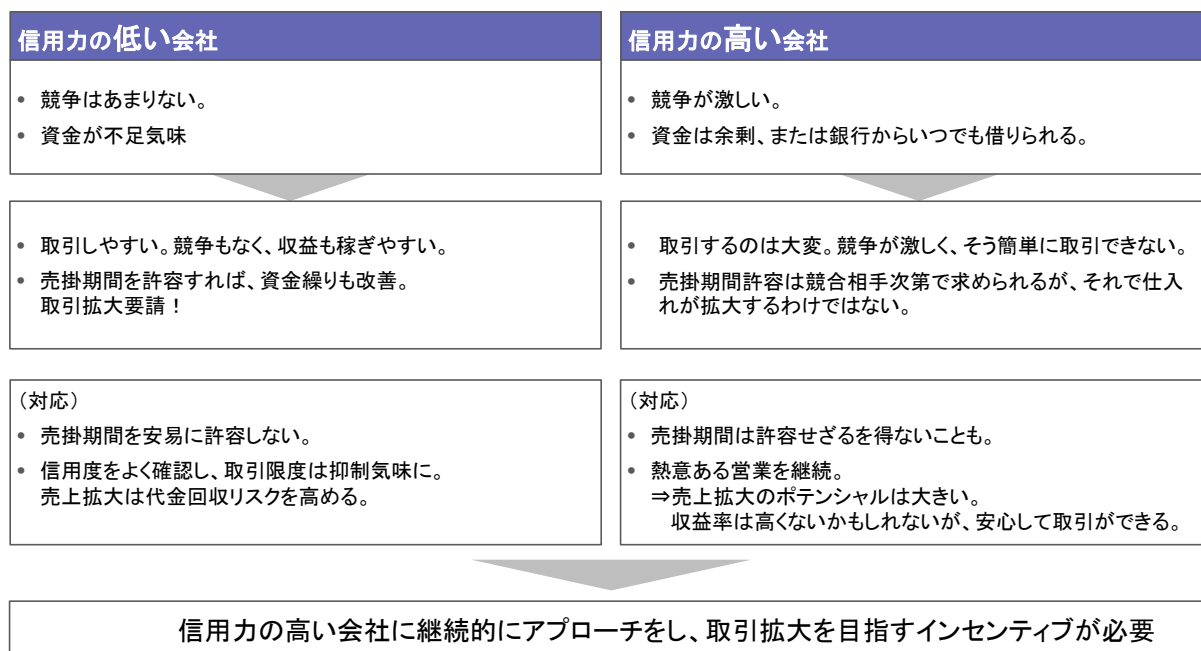 信用力の低い会社
• 競争はあまりない。
• 資金が不足気味
• 取引しやすい。競争もなく、収益も稼ぎやすい。
• 売掛期間を許容すれば、資金繰りも改善。
取引拡大要請！
（対応）
• 売掛期間を安易に許容しない。
• 信用度をよく確認し、取引限度は抑制気味に。
売上拡大は代金回収リスクを高める。
信用力の高い会社
• 競争が激しい。
• 資金は余剰、または銀行からいつでも借りられる。
• 取引するのは大変。競争が激しく、そう簡単に取引できない。
• 売掛期間許容は競合相手次第で求められるが、それで仕入
れが拡大するわけではない。
（対応）
• 売掛期間は許容せざるを得ないことも。
• 熱意ある営業を継続。
⇒売上拡大のポテンシャルは大きい。
収益率は高くないかもしれないが、安心して取引ができる。
信用力の高い会社に継続的にアプローチをし、取引拡大を目指すインセンティブが必要